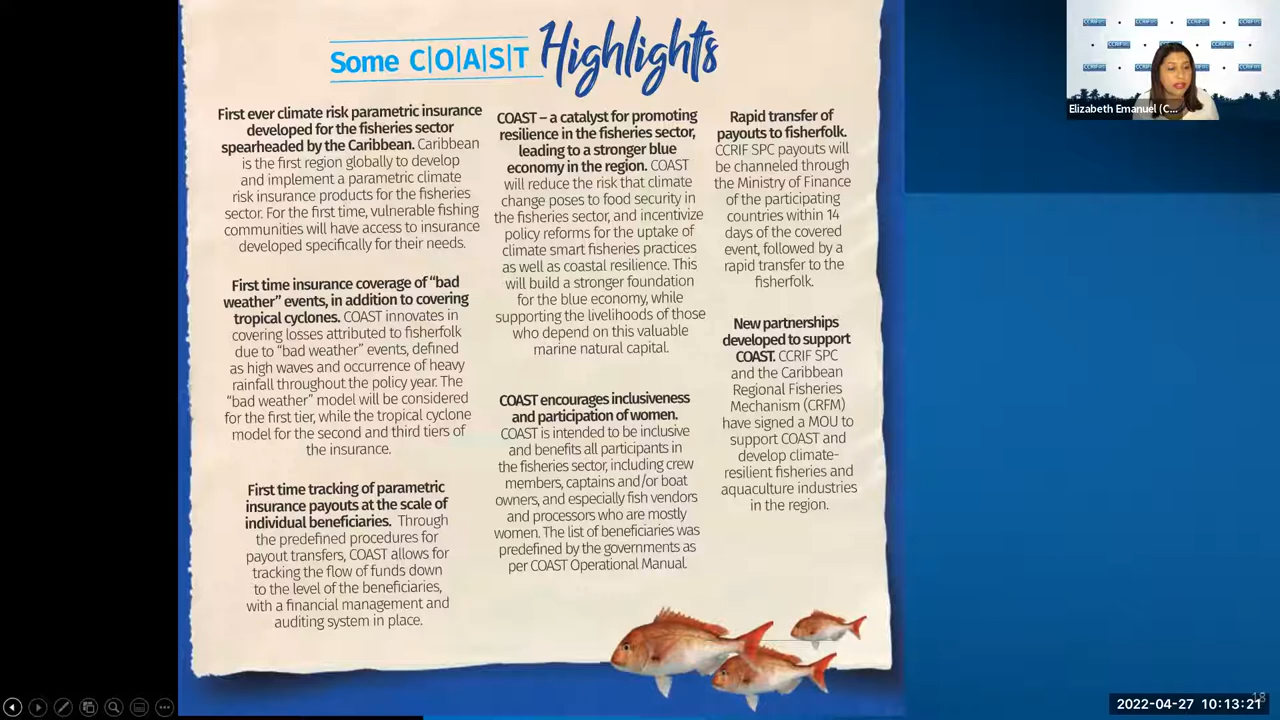 Some C|O|A|S|T Highlights
First ever climate risk parametric insurance
developed for the fisheries sector
spearheaded by the Caribbean. Caribbean
is the first region globally to develop
and implement a parametric climate
risk insurance products for the fisheries
sector. For the first time, vulnerable fishing
communities will have access to insurance
developed specifically for their needs.
First time insurance coverage of “bad
weather” events, in addition to covering
tropical cyclones. COAST innovates in
covering losses attributed to fisherfolk
due to “bad weather” events, defined
as high waves and occurrence of heavy
rainfall throughout the policy year. The
“bad weather” model will be considered
for the first tier, while the tropical cyclone
model for the second and third tiers of
the insurance.
First time tracking of parametric
insurance payouts at the scale of
individual beneficiaries. Through
the predefined procedures for
payout transfers, COAST allows for
tracking the flow of funds down
to the level of the beneficiaries,
with a financial management and
auditing system in place.
COAST – a catalyst for promoting
resilience in the fisheries sector,
leading to a stronger blue
economy in the region. COAST
will reduce the risk that climate
change poses to food security in
the fisheries sector, and incentivize
policy reforms for the uptake of
climate smart fisheries practices
as well as coastal resilience. This
will build a stronger foundation
for the blue economy, while
supporting the livelihoods of those
who depend on this valuable
marine natural capital.
COAST encourages inclusiveness
and participation of women.
COAST is intended to be inclusive
and benefits all participants in
the fisheries sector, including crew
members, captains and/or boat
owners, and especially fish vendors
and processors who are mostly
women. The list of beneficiaries was
predefined by the governments as
per COAST Operational Manual.
Rapid transfer of
payouts to fisherfolk.
CCRIF SPC payouts will
be channeled through
the Ministry of Finance
of the participating
countries within 14
days of the covered
event, followed by a
rapid transfer to the
fisherfolk.
New partnerships
developed to support
COAST. CCRIF SPC
and the Caribbean
Regional Fisheries
Mechanism (CRFM)
have signed a MOU to
support COAST and
develop climate-
resilient fisheries and
aquaculture industries
in the region.
Elizabeth Emanuel (C...
18
2022-04-27 10:13:21